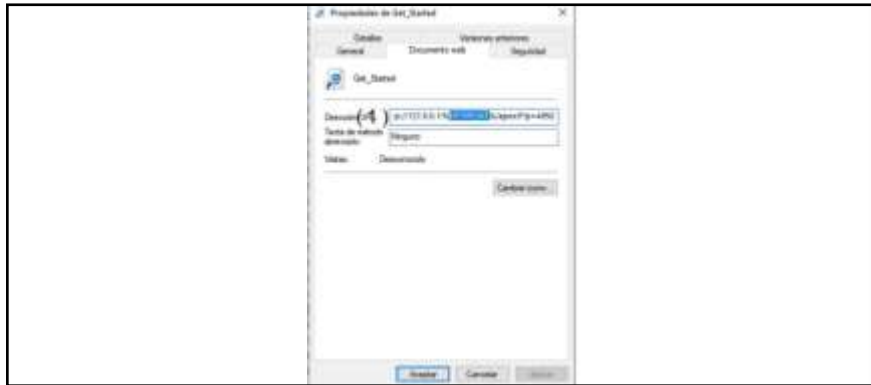 Propiedades de Get_Started
Detalles Versiones anteriores
General Documento web Seguridad
Get_Started
Dirección
(1)
Tecla de método abreviado:
Ninguno
Visitas: Desconocido
Cambiar icono...
Aceptar Cancelar